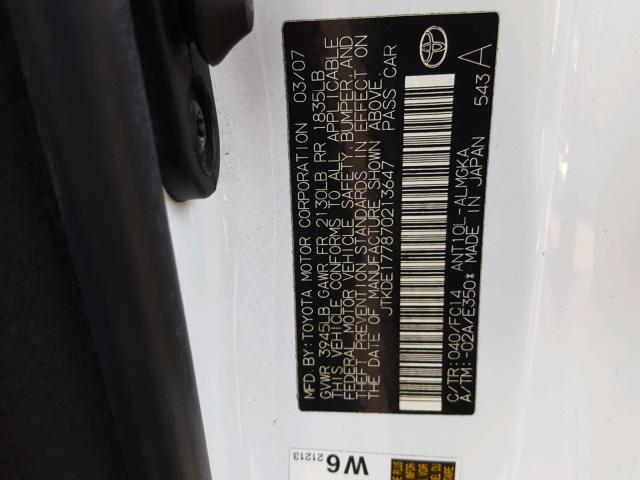 MFD BY:TOYOTA MOTOR CORPORATION 03/07
GVWR 3945LB GAWR FR 2130LB RR 1835LB
THIS VEHICLE CONFORMS TO ALL APPLICABLE
FEDERAL MOTOR VEHICLE SAFETY, BUMPER, AND
THEFT PREVENTION STANDARDS IN EFFECT ON
THE DATE OF MANUFACTURE SHOWN ABOVE.
JTKDE177870213647 PASS CAR
C/TR:040/FC14 ANT10L-ALMGKA
A/TM:-02A/E350* MADE IN JAPAN 543 A
W6
21213